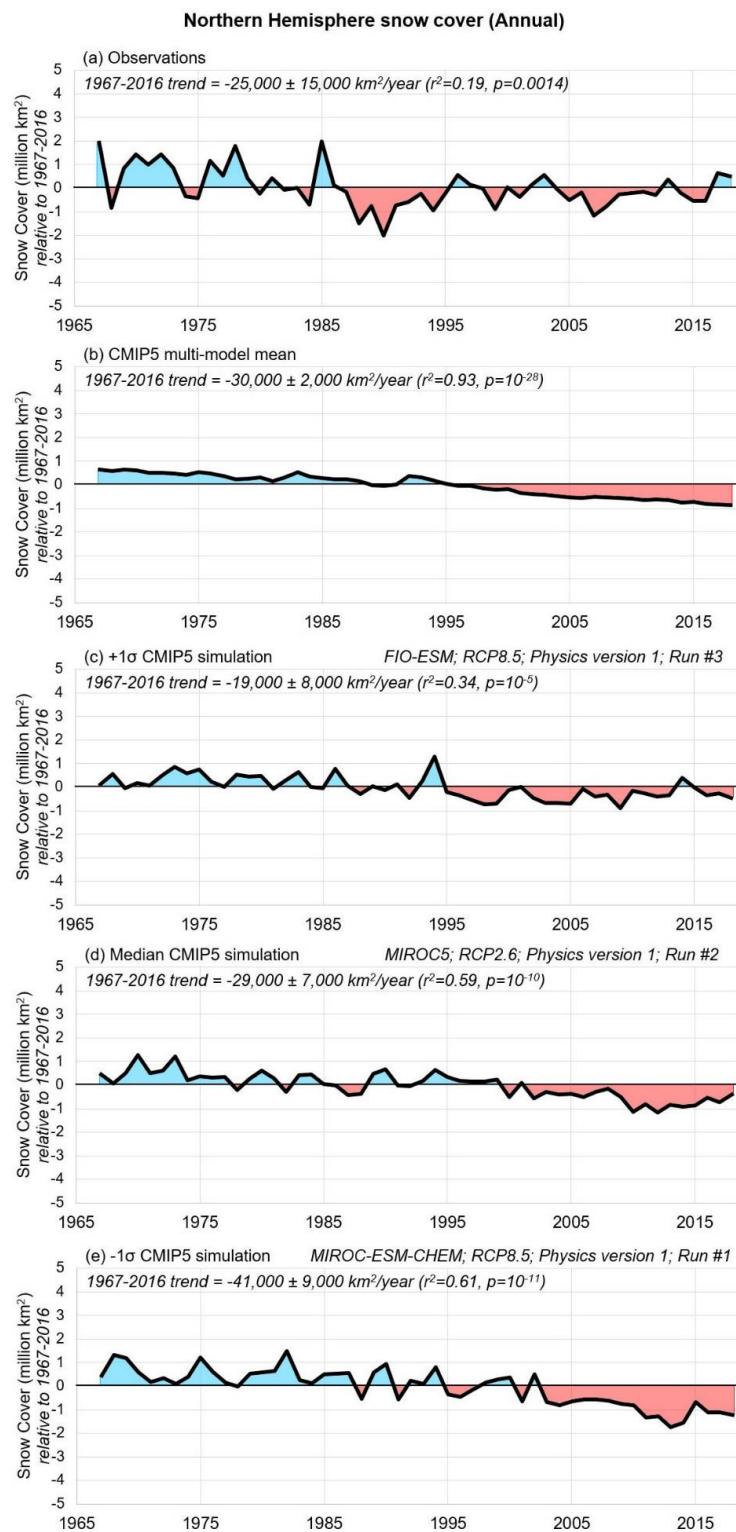 Northern Hemisphere snow cover (Annual)
(a) Observations
1967-2016 trend = -25,000 ± 15,000 km²/year (r²=0.19, p=0.0014)
Snow Cover (million km²)
relative to 1967-2016
5
4
3
2
1
0
-1
-2
-3
-4
-5
1965 1975 1985 1995 2005 2015
(b) CMIP5 multi-model mean
1967-2016 trend = -30,000 ± 2,000 km²/year (r²=0.93, p=10⁻²⁸)
Snow Cover (million km²)
relative to 1967-2016
5
4
3
2
1
0
-1
-2
-3
-4
-5
1965 1975 1985 1995 2005 2015
(c) +1σ CMIP5 simulation FIO-ESM; RCP8.5; Physics version 1; Run #3
1967-2016 trend = -19,000 ± 8,000 km²/year (r²=0.34, p=10⁻⁵)
Snow Cover (million km²)
relative to 1967-2016
5
4
3
2
1
0
-1
-2
-3
-4
-5
1965 1975 1985 1995 2005 2015
(d) Median CMIP5 simulation MIROC5; RCP2.6; Physics version 1; Run #2
1967-2016 trend = -29,000 ± 7,000 km²/year (r²=0.59, p=10⁻¹⁰)
Snow Cover (million km²)
relative to 1967-2016
5
4
3
2
1
0
-1
-2
-3
-4
-5
1965 1975 1985 1995 2005 2015
(e) -1σ CMIP5 simulation MIROC-ESM-CHEM; RCP8.5; Physics version 1; Run #1
1967-2016 trend = -41,000 ± 9,000 km²/year (r²=0.61, p=10⁻¹¹)
Snow Cover (million km²)
relative to 1967-2016
5
4
3
2
1
0
-1
-2
-3
-4
-5
1965 1975 1985 1995 2005 2015